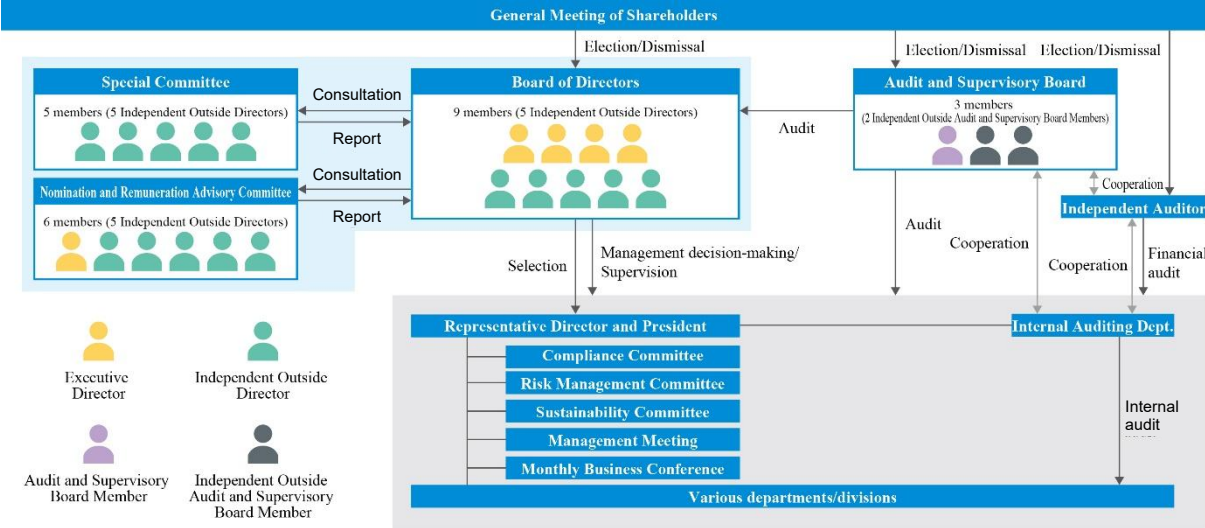 General Meeting of Shareholders
Election/Dismissal
Election/Dismissal
Election/Dismissal
Special Committee
5 members (5 Independent Outside Directors)
Consultation
Report
Board of Directors
9 members (5 Independent Outside Directors)
Audit
Audit and Supervisory Board
3 members
(2 Independent Outside Audit and Supervisory Board Members)
Nomination and Remuneration Advisory Committee
6 members (5 Independent Outside Directors)
Consultation
Report
Cooperation
Independent Auditor
Selection
Management decision-making/
Supervision
Audit
Cooperation
Cooperation
Financial
audit
Representative Director and President
Internal Auditing Dept.
Compliance Committee
Risk Management Committee
Sustainability Committee
Management Meeting
Monthly Business Conference
Internal
audit
Various departments/divisions
Executive
Director
Independent Outside
Director
Audit and Supervisory
Board Member
Independent Outside
Audit and Supervisory
Board Member